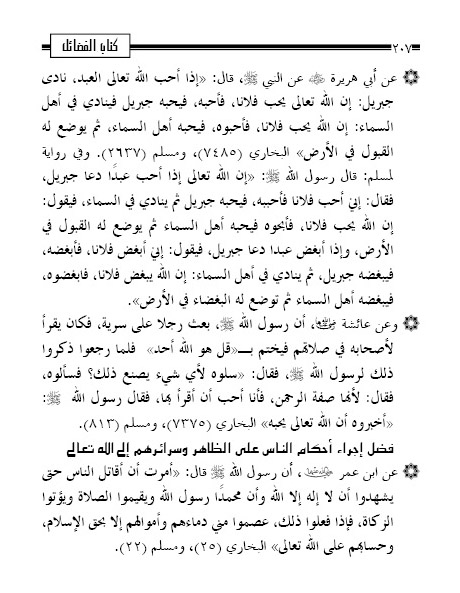 ٢٠٧ كتاب الفضائل
عن أبي هريرة ﷺ عن النبي ﷺ، قال: «إذا أحب الله تعالى العبد، نادى
جبريل: إن الله تعالى يحب فلانا، فأحبه، فيحبه جبريل فينادي في أهل
السماء: إن الله يحب فلانا، فأحبوه، فيحبه أهل السماء، ثم يوضع له
القبول في الأرض» البخاري (٧٤٨٥)، ومسلم (٢٦٣٧). وفي رواية
لمسلم: قال رسول الله ﷺ: «إن الله تعالى إذا أحب عبدًا دعا جبريل،
فقال: إني أحب فلانا فأحببه، فيحبه جبريل ثم ينادي في السماء، فيقول:
إن الله يحب فلانا، فأبحوه فيحبه أهل السماء ثم يوضع له القبول في
الأرض، وإذا أبغض عبدا دعا جبريل، فيقول: إني أبغض فلانا، فأبغضه،
فيبغضه جبريل، ثم ينادي في أهل السماء: إن الله يبغض فلانا، فابغضوه،
فيبغضه أهل السماء ثم توضع له البغضاء في الأرض».
وعن عائشة ، أن رسول الله ﷺ، بعث رجلا على سرية، فكان يقرأ
لأصحابه في صلاتهم فيختم بـ«قل هو الله أحد» فلما رجعوا ذكروا
ذلك لرسول الله ﷺ، فقال: «سلوه لأي شيء يصنع ذلك؟ فسألوه،
فقال: لأنها صفة الرحمن، فأنا أحب أن أقرأ بها، فقال رسول الله ﷺ:
«أخبروه أن الله تعالى يحبه» البخاري (٧٣٧٥)، ومسلم (٨١٣).
فضل إجراء أحكام الناس على الظاهر وسرائرهم إلى الله تعالى
عن ابن عمر ، أن رسول الله ﷺ قال: «أمرت أن أقاتل الناس حتى
يشهدوا أن لا إله إلا الله وأن محمدًا رسول الله ويقيموا الصلاة ويؤتوا
الزكاة، فإذا فعلوا ذلك، عصموا مني دماءهم وأموالهم إلا بحق الإسلام،
وحسابهم على الله تعالى» البخاري (٢٥)، ومسلم (٢٢).